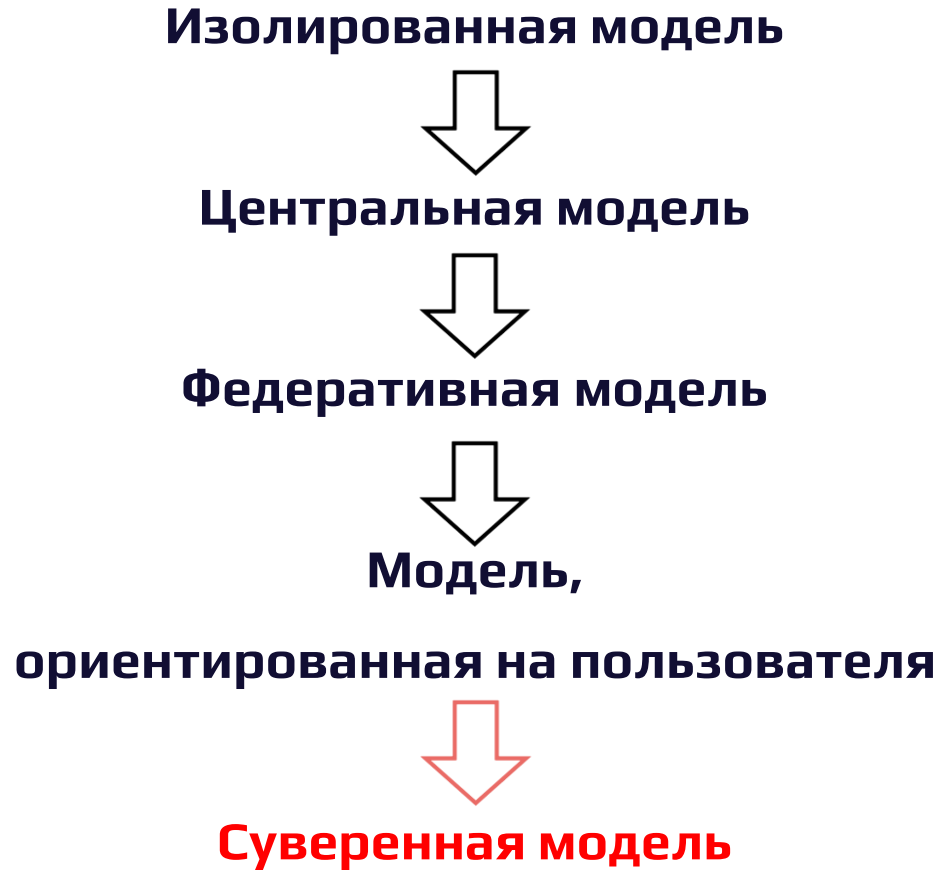 Изолированная модель
Центральная модель
Федеративная модель
Модель,
ориентированная на пользователя
Суверенная модель